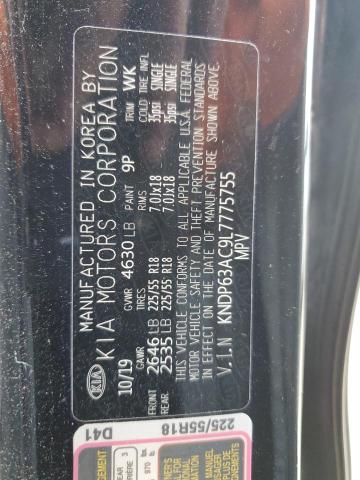 MANUFACTURED IN KOREA BY
KIA KIA MOTORS CORPORATION
10/19 GVWR 4630 LB PAINT 9P TRIM WK
GAWR TIRES RIMS COLD TIRE INFL
FRONT 2646 LB 225/55 R18 7.0JX18 35psi SINGLE
REAR 2535 LB 225/55 R18 7.0JX18 35psi SINGLE
THIS VEHICLE CONFORMS TO ALL APPLICABLE U.S.A. FEDERAL
MOTOR VEHICLE SAFETY AND THEFT PREVENTION STANDARDS
IN EFFECT ON THE DATE OF MANUFACTURE SHOWN ABOVE.
V.I.N KNDP63AC9L7775755
MPV
D41 225/55R18